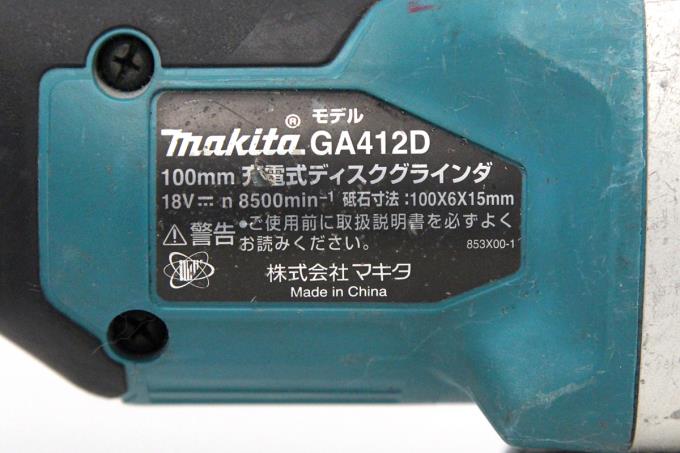 モデル
makita® GA412D
100mm 充電式ディスクグラインダ
18V⎓ n 8500min⁻¹ 砥石寸法:100X6X15mm
⚠警告 •ご使用前に取扱説明書を必ずよく
お読みください。
853X00-1
株式会社マキタ
Made in China